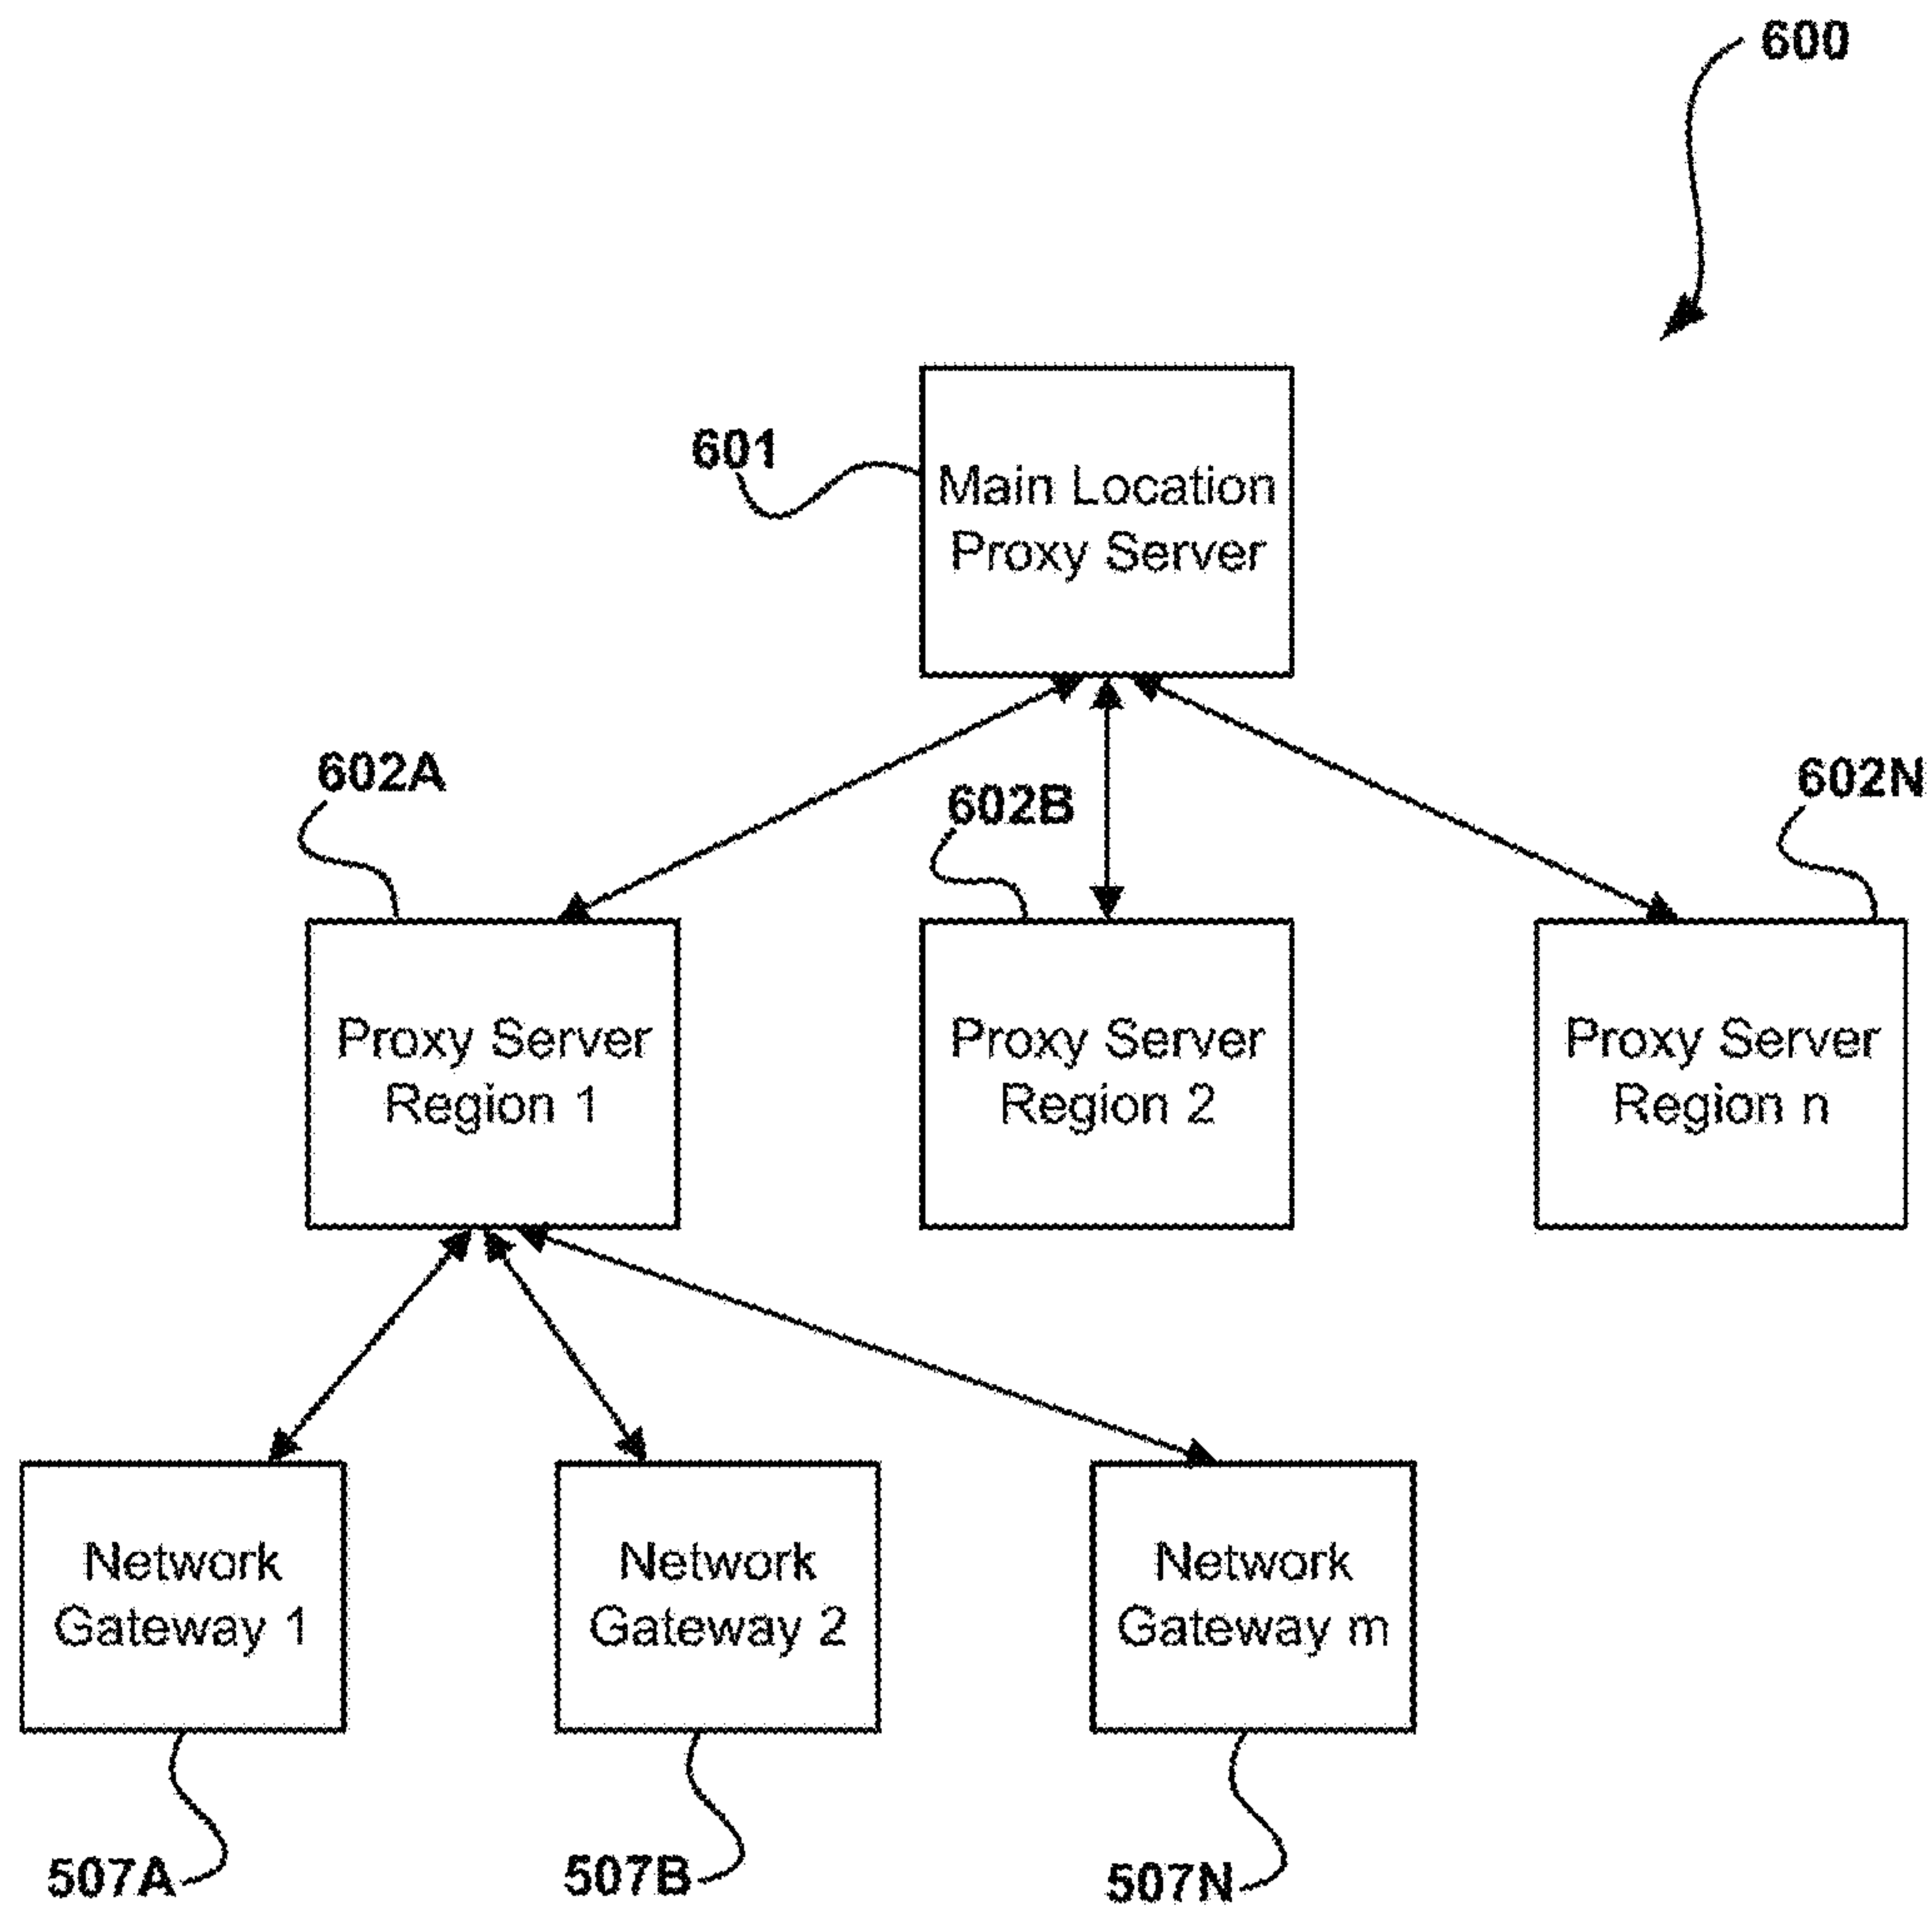 600
601
Main Location
Proxy Server
602A
602B
602N
Proxy Server
Region 1
Proxy Server
Region 2
Proxy Server
Region n
Network
Gateway 1
Network
Gateway 2
Network
Gateway m
507A
507B
507N